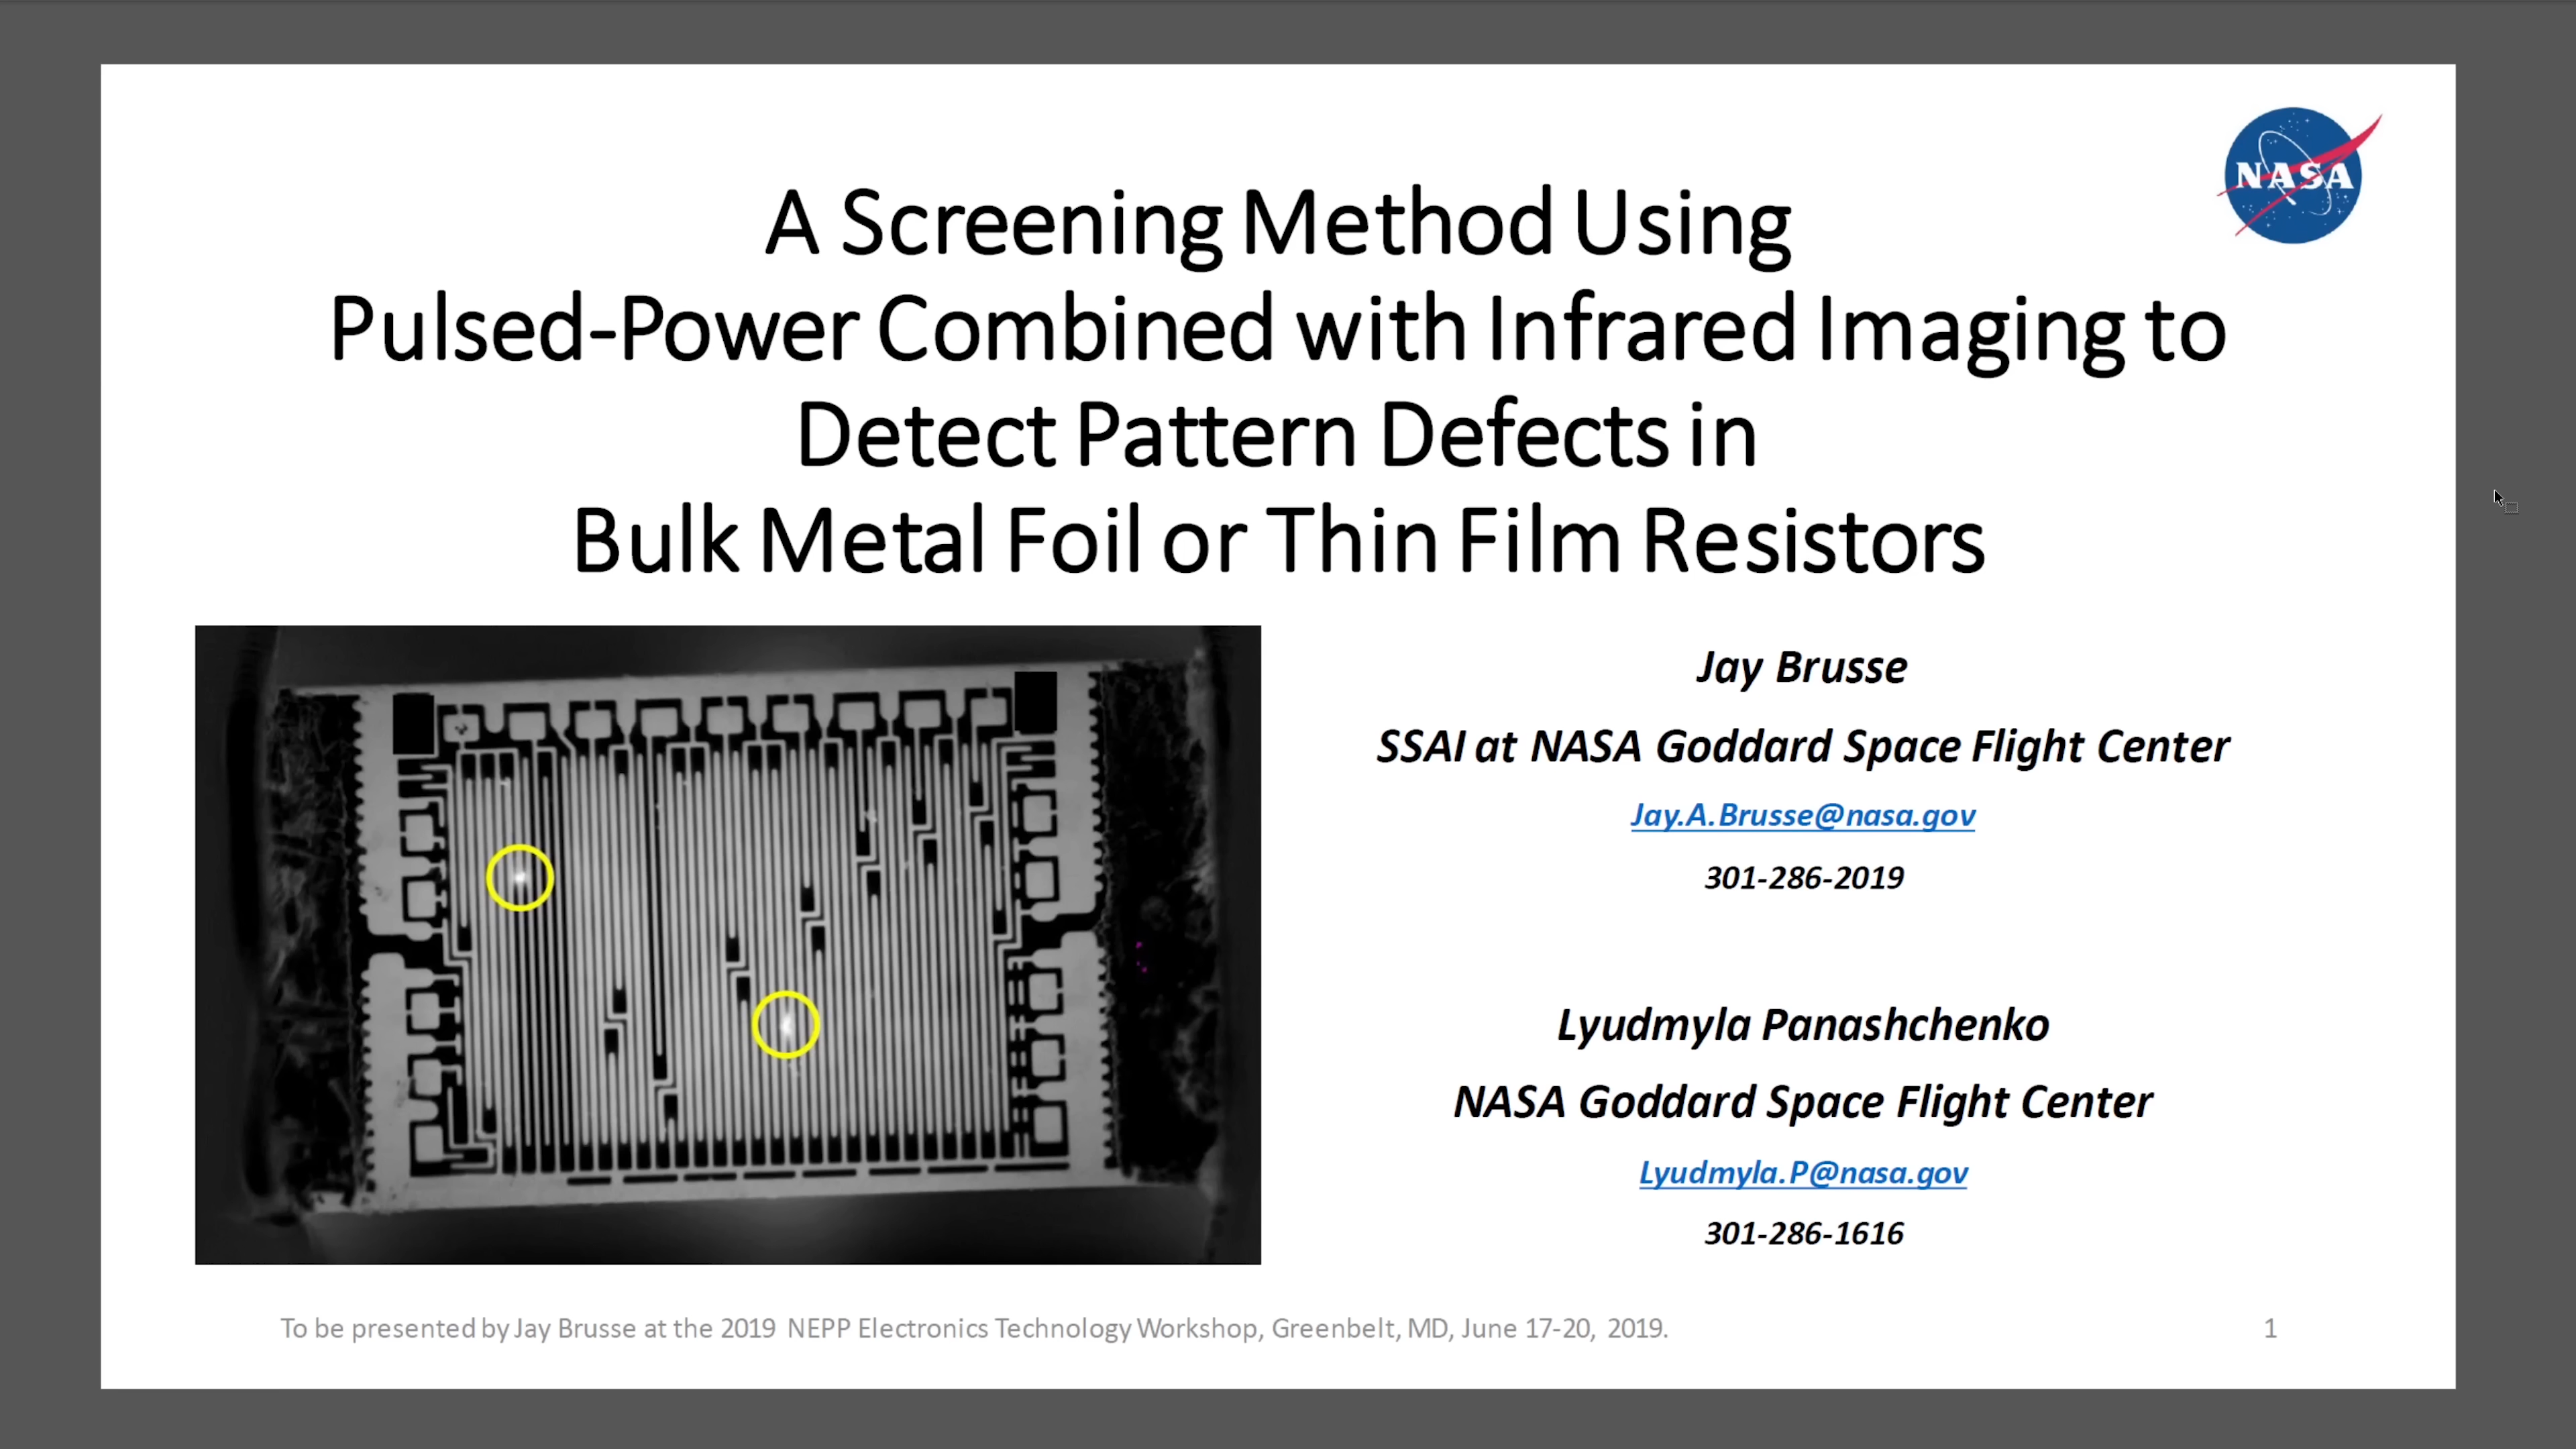 NASA
A Screening Method Using
Pulsed-Power Combined with Infrared Imaging to
Detect Pattern Defects in
Bulk Metal Foil or Thin Film Resistors
Jay Brusse
SSAI at NASA Goddard Space Flight Center
Jay.A.Brusse@nasa.gov
301-286-2019
Lyudmyla Panashchenko
NASA Goddard Space Flight Center
Lyudmyla.P@nasa.gov
301-286-1616
To be presented by Jay Brusse at the 2019 NEPP Electronics Technology Workshop, Greenbelt, MD, June 17-20, 2019.
1